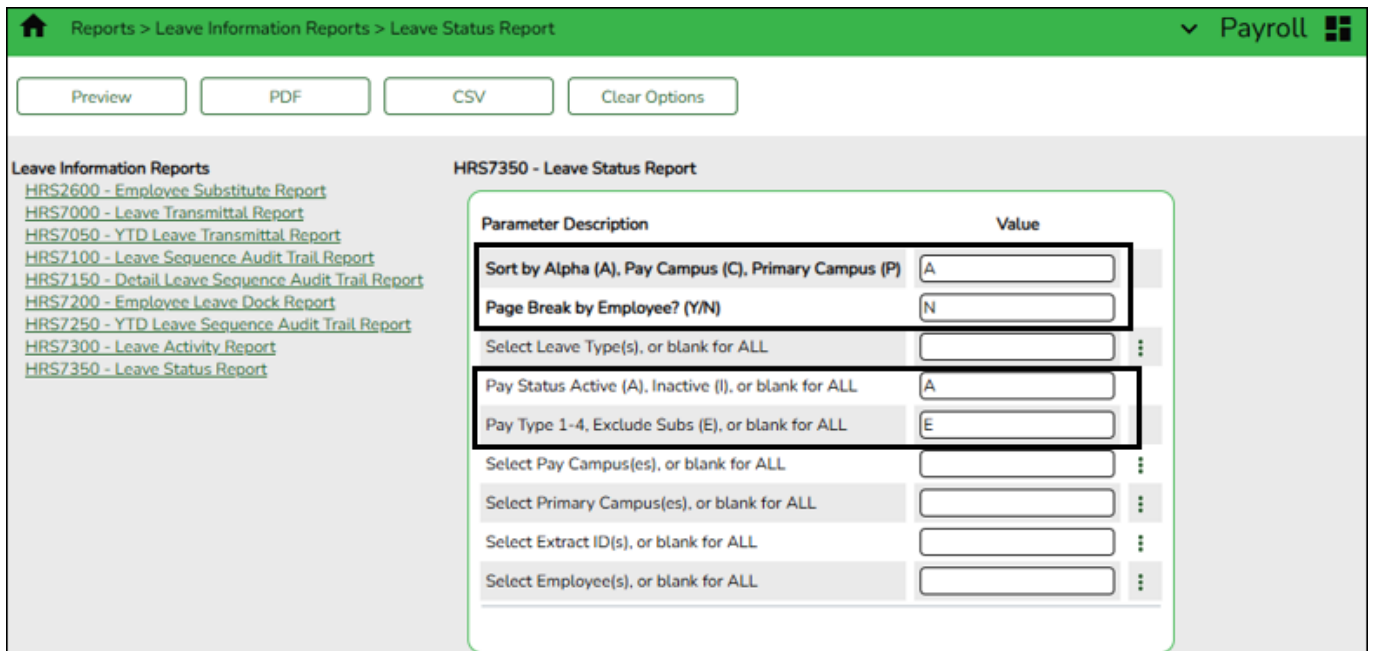 Reports > Leave Information Reports > Leave Status Report
Payroll
Preview
PDF
CSV
Clear Options
Leave Information Reports
HRS2600 - Employee Substitute Report
HRS7000 - Leave Transmittal Report
HRS7050 - YTD Leave Transmittal Report
HRS7100 - Leave Sequence Audit Trail Report
HRS7150 - Detail Leave Sequence Audit Trail Report
HRS7200 - Employee Leave Dock Report
HRS7250 - YTD Leave Sequence Audit Trail Report
HRS7300 - Leave Activity Report
HRS7350 - Leave Status Report
HRS7350 - Leave Status Report
Parameter Description Value
Sort by Alpha (A), Pay Campus (C), Primary Campus (P) A
Page Break by Employee? (Y/N) N
Select Leave Type(s), or blank for ALL
Pay Status Active (A), Inactive (I), or blank for ALL A
Pay Type 1-4, Exclude Subs (E), or blank for ALL E
Select Pay Campus(es), or blank for ALL
Select Primary Campus(es), or blank for ALL
Select Extract ID(s), or blank for ALL
Select Employee(s), or blank for ALL